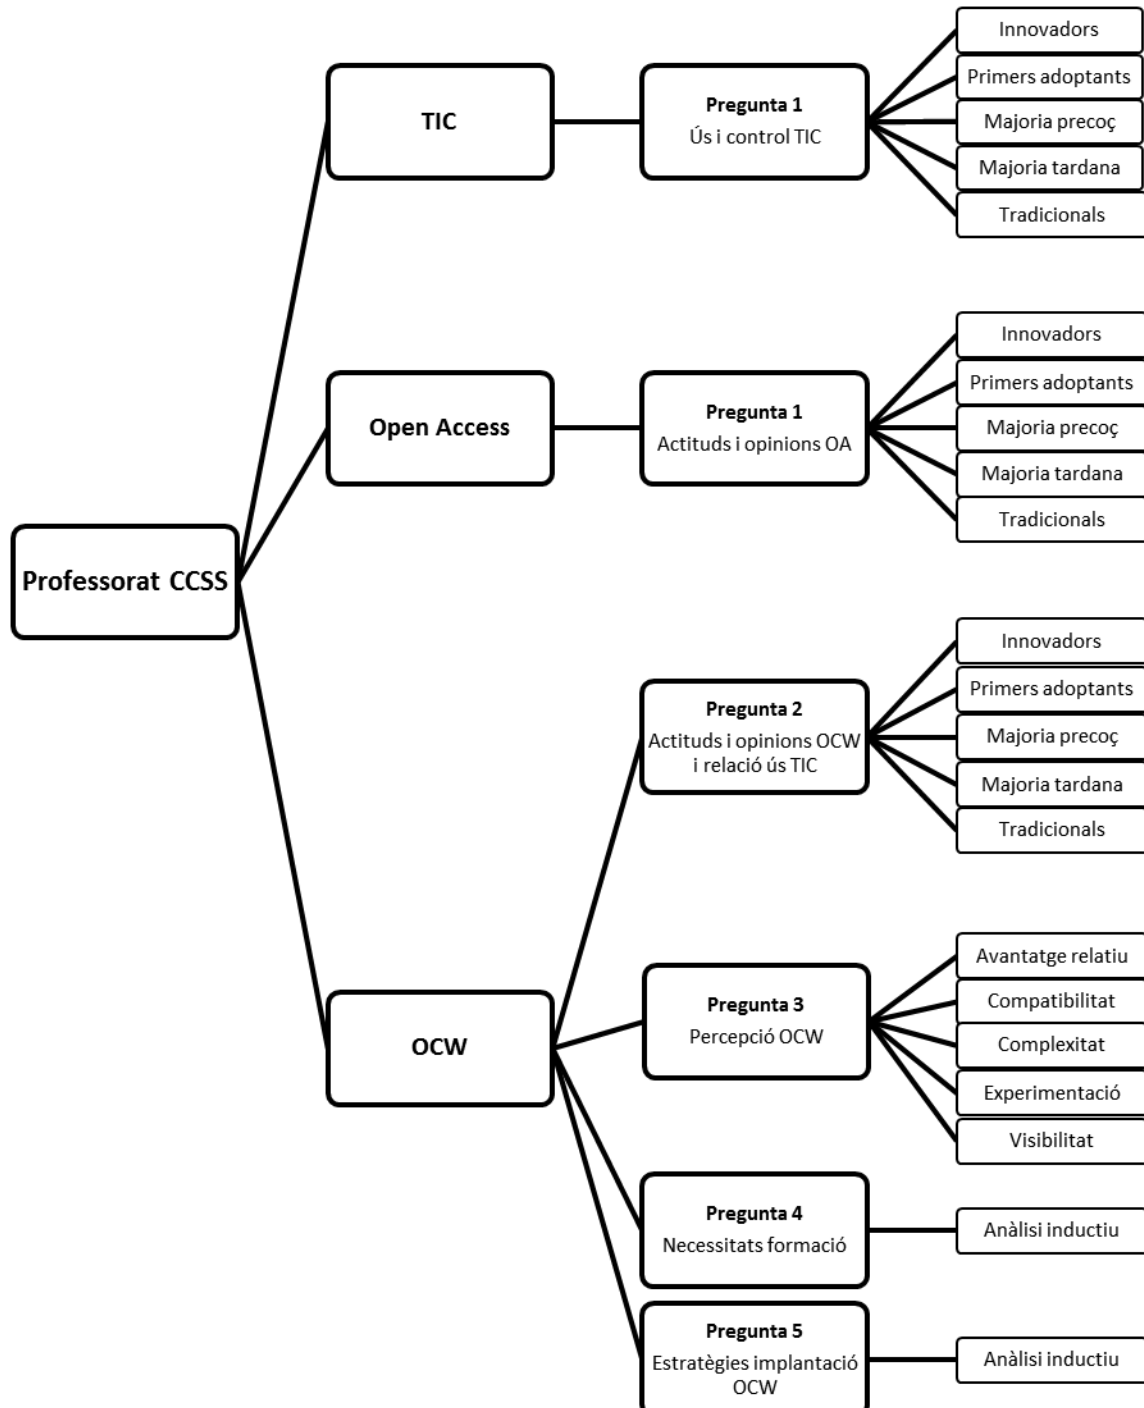 Professorat CCSS
TIC
Pregunta 1
Ús i control TIC
Innovadors
Primers adoptants
Majoria precoç
Majoria tardana
Tradicionals
Open Access
Pregunta 1
Actituds i opinions OA
Innovadors
Primers adoptants
Majoria precoç
Majoria tardana
Tradicionals
OCW
Pregunta 2
Actituds i opinions OCW
i relació ús TIC
Innovadors
Primers adoptants
Majoria precoç
Majoria tardana
Tradicionals
Pregunta 3
Percepció OCW
Avantatge relatiu
Compatibilitat
Complexitat
Experimentació
Visibilitat
Pregunta 4
Necessitats formació
Anàlisi inductiu
Pregunta 5
Estratègies implantació
OCW
Anàlisi inductiu